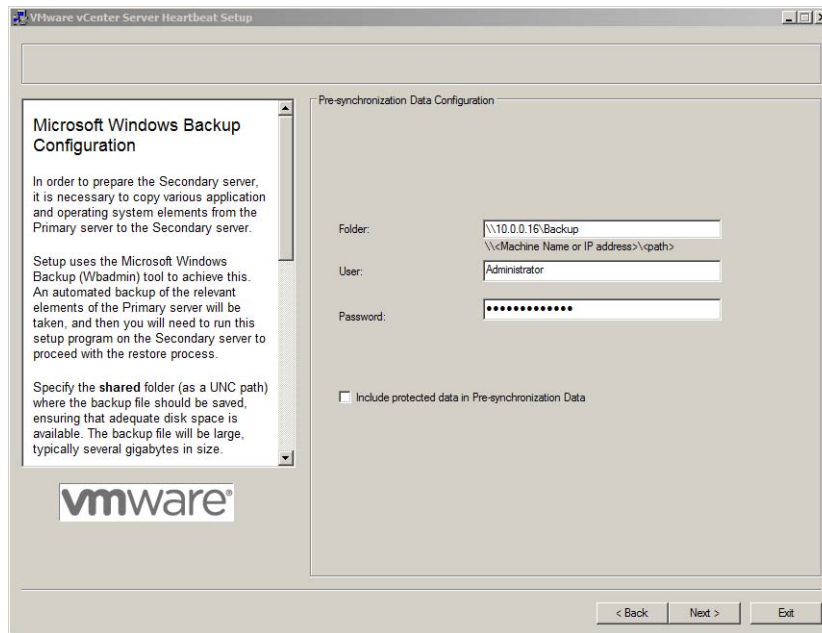 VMware vCenter Server Heartbeat Setup
Pre-synchronization Data Configuration
Microsoft Windows Backup
Configuration
In order to prepare the Secondary server,
it is necessary to copy various application
and operating system elements from the
Primary server to the Secondary server.
Setup uses the Microsoft Windows
Backup (Wbadmin) tool to achieve this.
An automated backup of the relevant
elements of the Primary server will be
taken, and then you will need to run this
setup program on the Secondary server to
proceed with the restore process.
Specify the shared folder (as a UNC path)
where the backup file should be saved,
ensuring that adequate disk space is
available. The backup file will be large,
typically several gigabytes in size.
vmware®
Folder:
\\10.0.0.16\Backup
\\<Machine Name or IP address>\<path>
User:
Administrator
Password:
•••••••••••••
Include protected data in Pre-synchronization Data
< Back
Next >
Exit